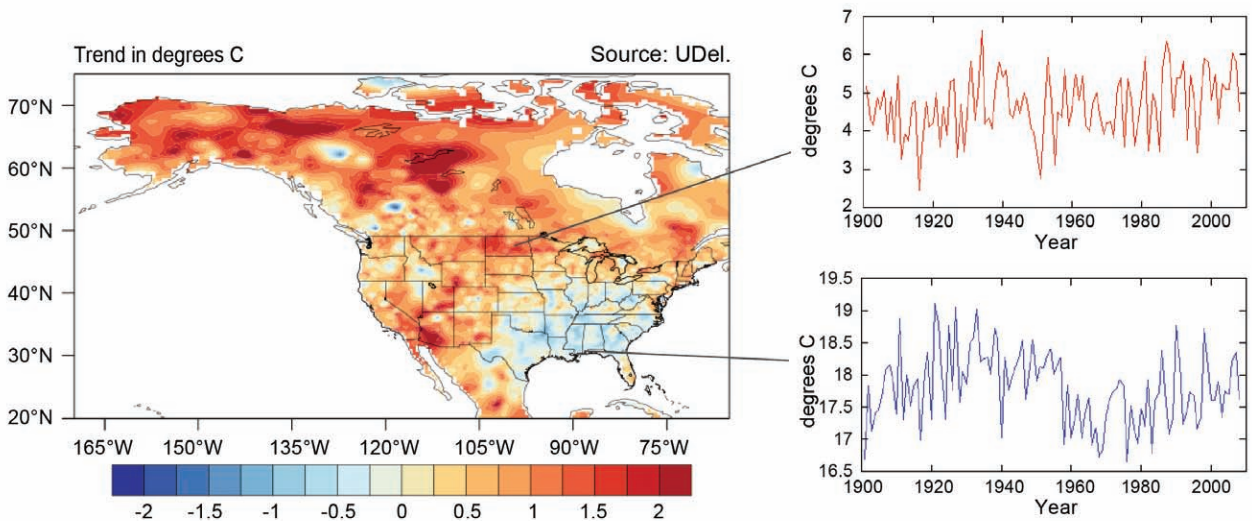 Trend in degrees C Source: UDel.
70°N
60°N
50°N
40°N
30°N
20°N
165°W 150°W 135°W 120°W 105°W 90°W 75°W
-2 -1.5 -1 -0.5 0 0.5 1 1.5 2
degrees C
7
6
5
4
3
2
1900 1920 1940 1960 1980 2000
Year
degrees C
19.5
19
18.5
18
17.5
17
16.5
1900 1920 1940 1960 1980 2000
Year